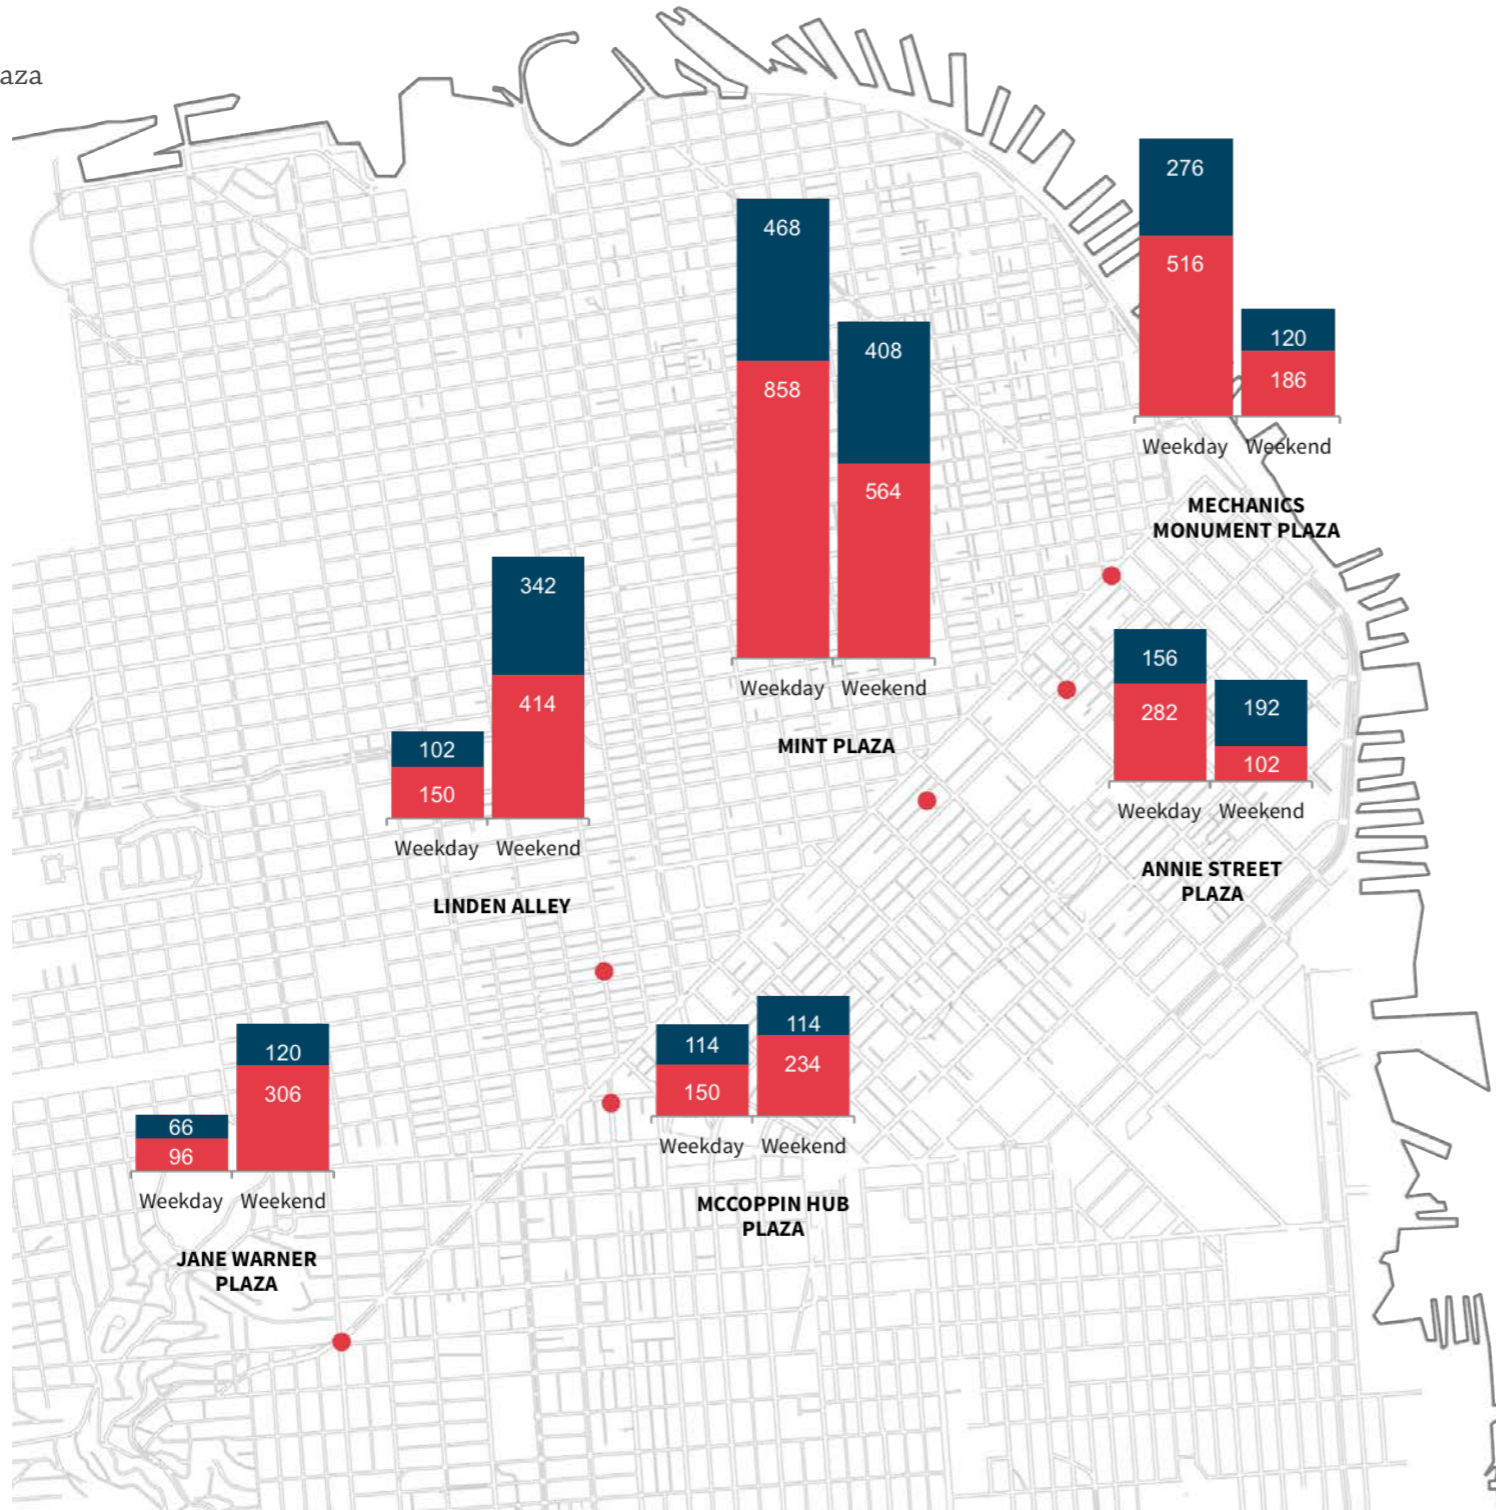 aza
276
516
120
186
Weekday Weekend
MECHANICS
MONUMENT PLAZA
468
858
408
564
Weekday Weekend
MINT PLAZA
156
282
192
102
Weekday Weekend
ANNIE STREET
PLAZA
342
414
102
150
Weekday Weekend
LINDEN ALLEY
114
150
114
234
Weekday Weekend
MCCOPPIN HUB
PLAZA
120
306
66
96
Weekday Weekend
JANE WARNER
PLAZA